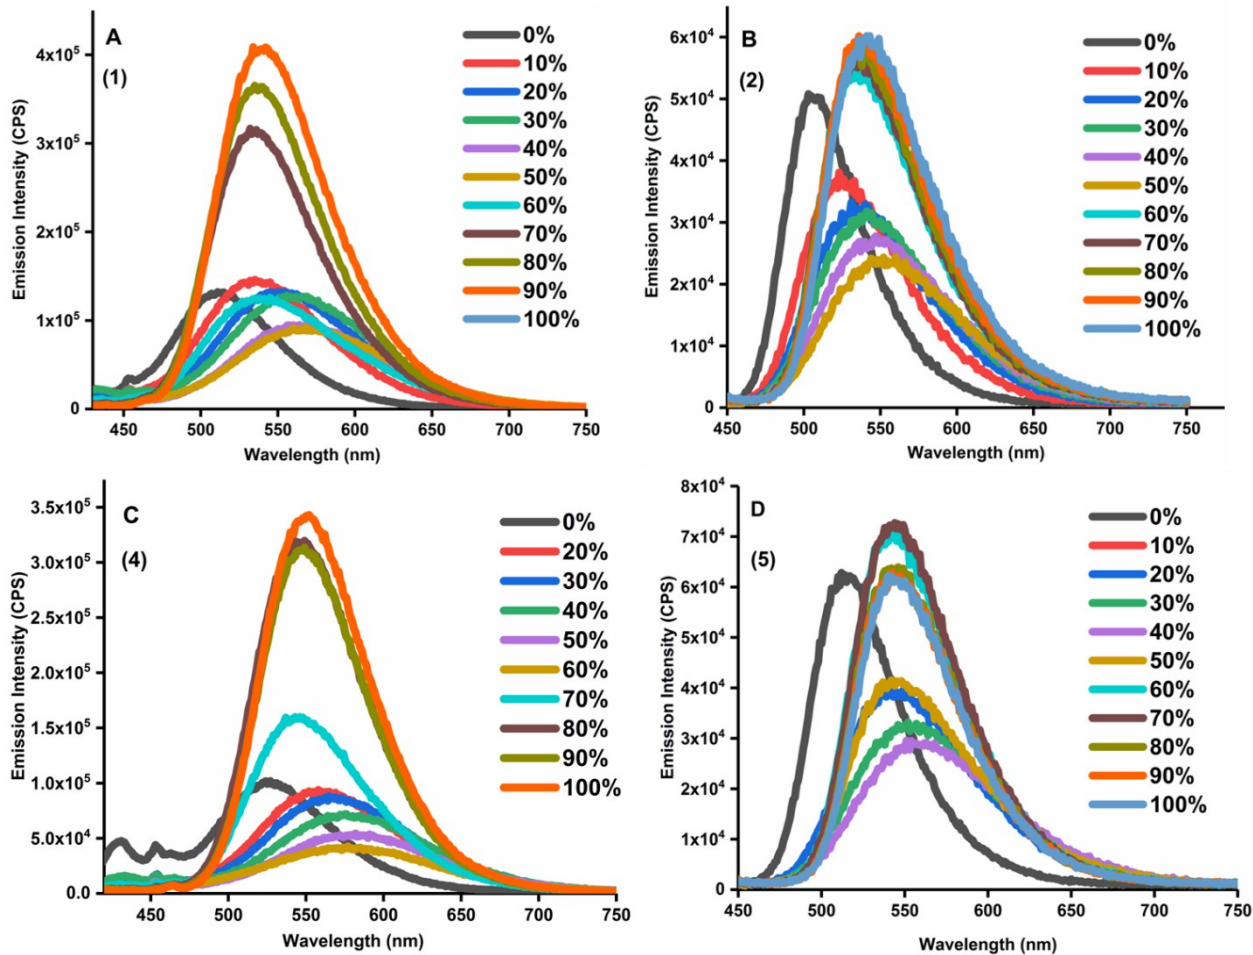 A
(1)
Emission Intensity (CPS)
4x10⁵
3x10⁵
2x10⁵
1x10⁵
0
450 500 550 600 650 700 750
Wavelength (nm)
0%
10%
20%
30%
40%
50%
60%
70%
80%
90%
100%
B
(2)
Emission Intensity (CPS)
6x10⁴
5x10⁴
4x10⁴
3x10⁴
2x10⁴
1x10⁴
0
450 500 550 600 650 700 750
Wavelength (nm)
0%
10%
20%
30%
40%
50%
60%
70%
80%
90%
100%
C
(4)
Emission Intensity (CPS)
3.5x10⁵
3.0x10⁵
2.5x10⁵
2.0x10⁵
1.5x10⁵
1.0x10⁵
5.0x10⁴
0.0
450 500 550 600 650 700 750
Wavelength (nm)
0%
20%
30%
40%
50%
60%
70%
80%
90%
100%
D
(5)
Emission Intensity (CPS)
8x10⁴
7x10⁴
6x10⁴
5x10⁴
4x10⁴
3x10⁴
2x10⁴
1x10⁴
0
450 500 550 600 650 700 750
Wavelength (nm)
0%
10%
20%
30%
40%
50%
60%
70%
80%
90%
100%